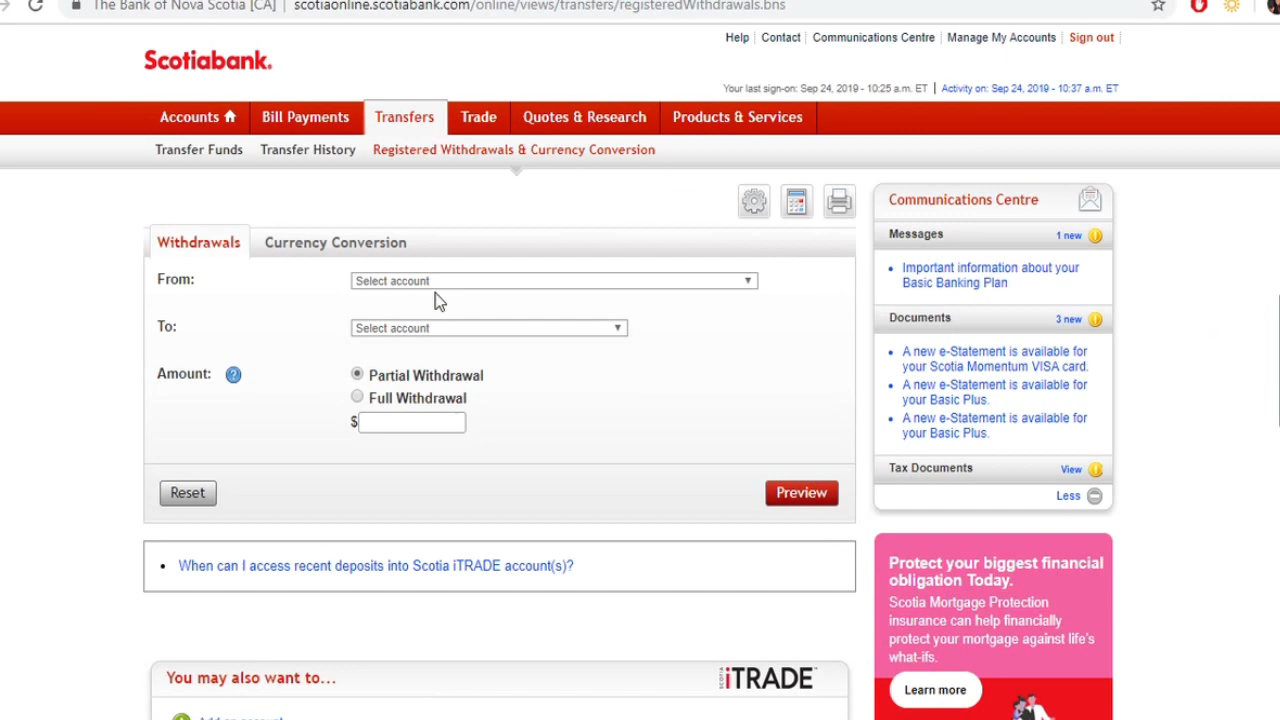 The Bank of Nova Scotia [CA] | scotiaonline.scotiabank.com/online/views/transfers/registeredWithdrawals.bns
Help Contact Communications Centre Manage My Accounts Sign out
Scotiabank.
Your last sign-on: Sep 24, 2019 - 10:25 a.m. ET Activity on: Sep 24, 2019 - 10:37 a.m. ET
Accounts Bill Payments Transfers Trade Quotes & Research Products & Services
Transfer Funds Transfer History Registered Withdrawals & Currency Conversion
Withdrawals Currency Conversion
From: Select account
To: Select account
Amount: ? Partial Withdrawal
Full Withdrawal
$
Reset Preview
• When can I access recent deposits into Scotia iTRADE account(s)?
You may also want to... SCOTIA iTRADE™
Add an account
Communications Centre
Messages 1 new
• Important information about your
Basic Banking Plan
Documents 3 new
• A new e-Statement is available for
your Scotia Momentum VISA card.
• A new e-Statement is available for
your Basic Plus.
• A new e-Statement is available for
your Basic Plus.
Tax Documents View
Less
Protect your biggest financial
obligation Today.
Scotia Mortgage Protection
insurance can help financially
protect your mortgage against life's
what-ifs.
Learn more